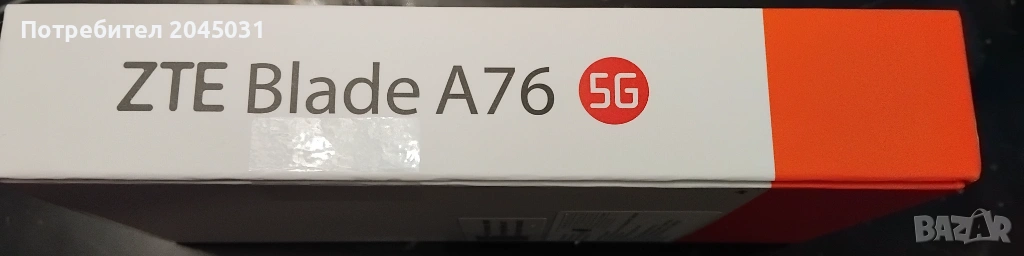 Потребител 2045031
ZTE Blade A76 5G
BAZAR